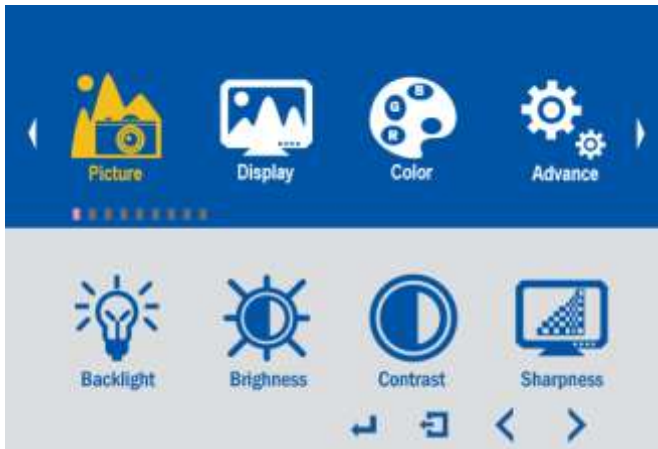 Picture Display Color Advance
R G B
Backlight Brighness Contrast Sharpness